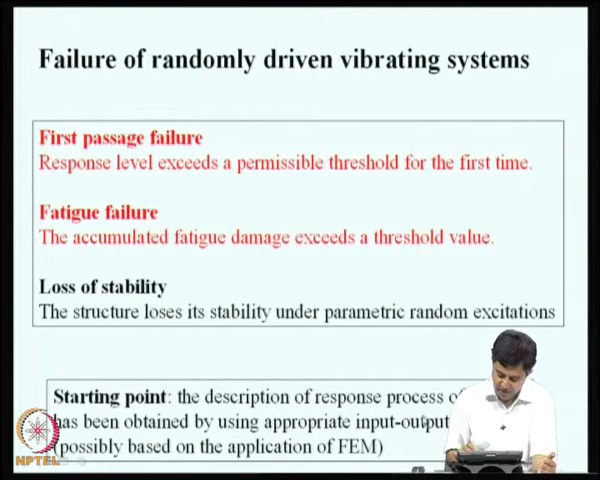 Failure of randomly driven vibrating systems
First passage failure
Response level exceeds a permissible threshold for the first time.
Fatigue failure
The accumulated fatigue damage exceeds a threshold value.
Loss of stability
The structure loses its stability under parametric random excitations
Starting point: the description of response process
has been obtained by using appropriate input-output
(possibly based on the application of FEM)
NPTEL